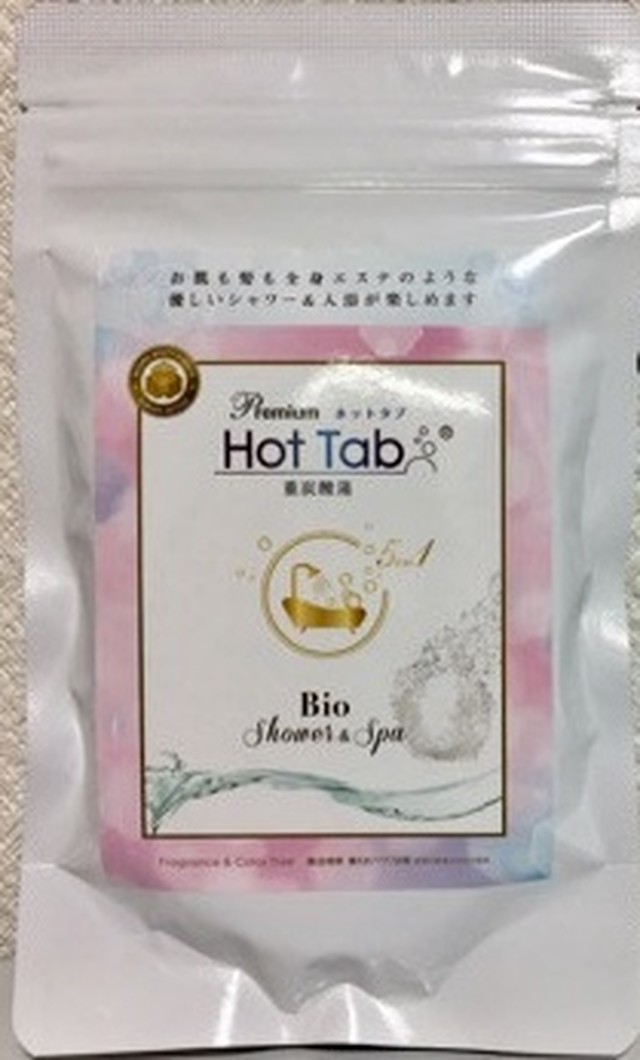 お肌も髪も全身エステのような
優しいシャワー&入浴が楽しめます
Premium ホットタブ
Hot Tab ®
重炭酸湯
5in1
Bio
Shower & Spa
Fragrance & Color free